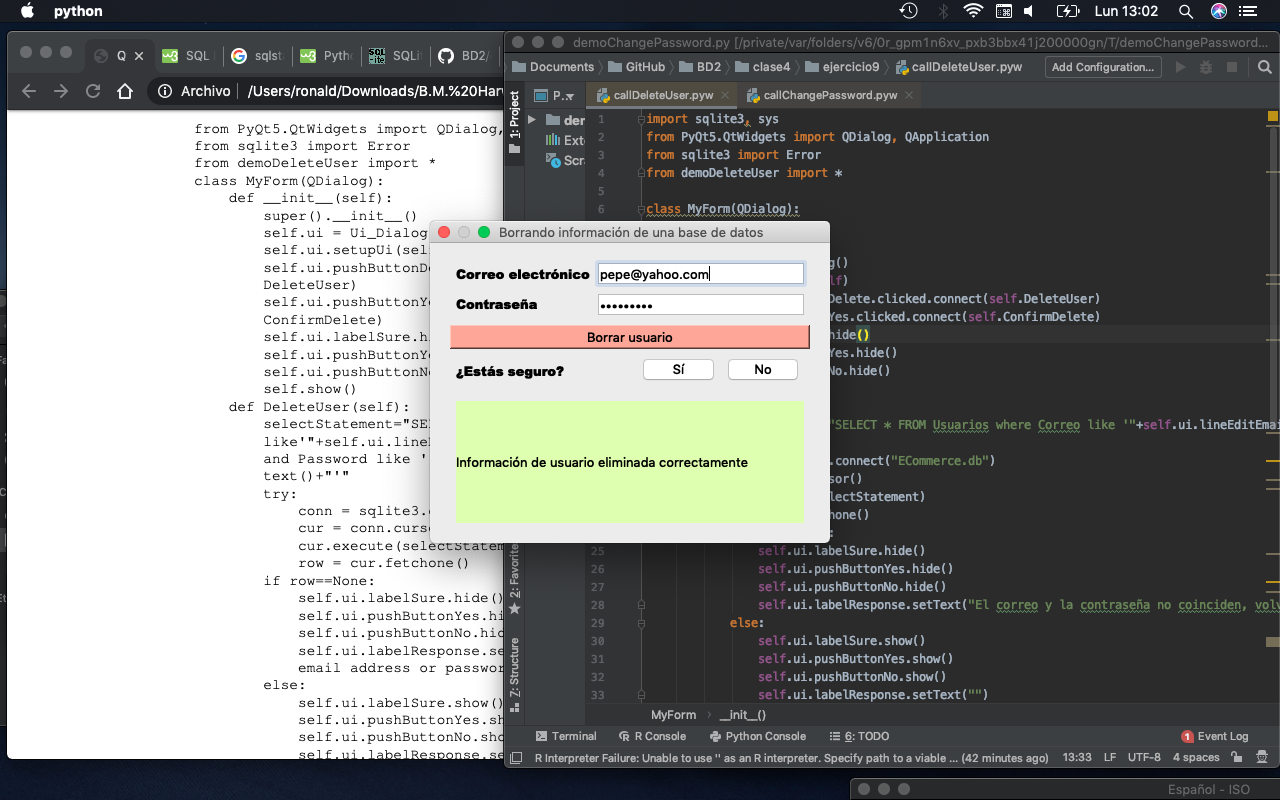 python
Lun 13:02
Q
SQL
sqlst
Pytho
SQLit
BD2/
Archivo
/Users/ronald/Downloads/B.M.%20Harw
from PyQt5.QtWidgets import QDialog,
from sqlite3 import Error
from demoDeleteUser import *
class MyForm(QDialog):
def __init__(self):
super().__init__()
self.ui = Ui_Dialog
self.ui.setupUi(sel
self.ui.pushButtonDe
DeleteUser)
self.ui.pushButtonY
ConfirmDelete)
self.ui.labelSure.hi
self.ui.pushButtonYe
self.ui.pushButtonNo
self.show()
def DeleteUser(self):
selectStatement="SE
like'"+self.ui.lineE
and Password like '
text()+"'"
try:
conn = sqlite3.c
cur = conn.curso
cur.execute(selectStatem
row = cur.fetchone()
if row==None:
self.ui.labelSure.hide()
self.ui.pushButtonYes.hi
self.ui.pushButtonNo.hid
self.ui.labelResponse.se
email address or passwor
else:
self.ui.labelSure.show()
self.ui.pushButtonYes.sh
self.ui.pushButtonNo.sho
self.ui.labelResponse.se
demoChangePassword.py [/private/var/folders/v6/0r_gpm1n6xv_pxb3bbx41j200000gn/T/demoChangePassword...
Documents
GitHub
BD2
clase4
ejercicio9
callDeleteUser.pyw
Add Configuration...
1: Project
P..
callDeleteUser.pyw
callChangePassword.pyw
den
Exte
Scra
1 import sqlite3, sys
2 from PyQt5.QtWidgets import QDialog, QApplication
3 from sqlite3 import Error
4 from demoDeleteUser import *
5
6 class MyForm(QDialog):
g()
f)
Delete.clicked.connect(self.DeleteUser)
Yes.clicked.connect(self.ConfirmDelete)
hide()
Yes.hide()
No.hide()
"SELECT * FROM Usuarios where Correo like '"+self.ui.lineEditEmai
.connect("ECommerce.db")
sor()
lectStatement)
hone()
:
25 self.ui.labelSure.hide()
26 self.ui.pushButtonYes.hide()
27 self.ui.pushButtonNo.hide()
28 self.ui.labelResponse.setText("El correo y la contraseña no coinciden, volv
29 else:
30 self.ui.labelSure.show()
31 self.ui.pushButtonYes.show()
32 self.ui.pushButtonNo.show()
33 self.ui.labelResponse.setText("")
2: Favorites
7: Structure
MyForm › __init__()
Terminal
R Console
Python Console
6: TODO
1 Event Log
R Interpreter Failure: Unable to use '' as an R interpreter. Specify path to a viable ... (42 minutes ago)
13:33
LF
UTF-8
4 spaces
Borrando información de una base de datos
Correo electrónico
pepe@yahoo.com
Contraseña
•••••••••
Borrar usuario
¿Estás seguro?
Sí
No
Información de usuario eliminada correctamente
Español - ISO